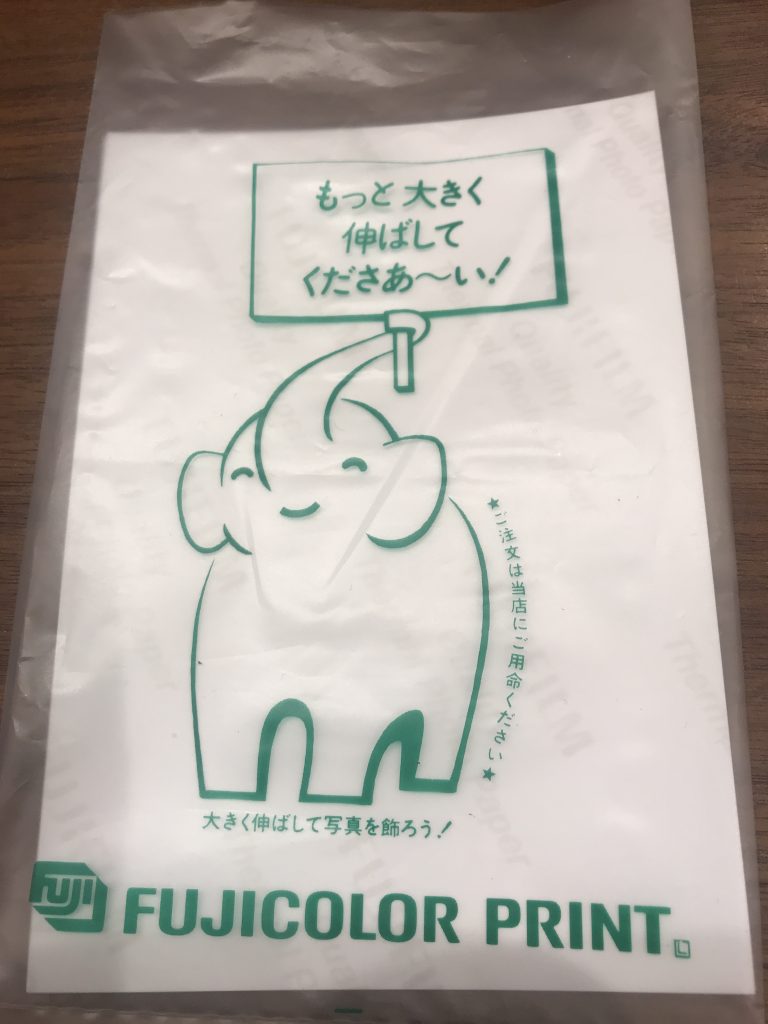 もっと大きく
伸ばして
くださあ〜い!
★ご注文は当店にご用命ください★
大きく伸ばして写真を飾ろう!
FUJI
FUJICOLOR PRINT
L